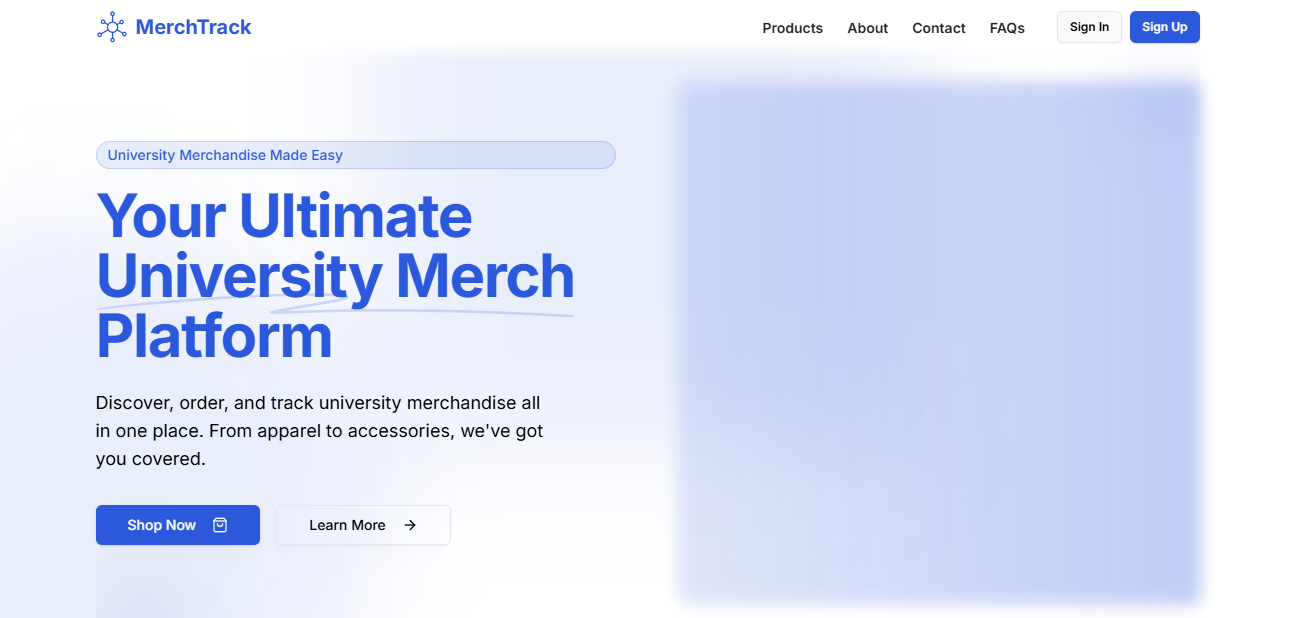 MerchTrack
Products
About
Contact
FAQs
Sign In
Sign Up
University Merchandise Made Easy
Your Ultimate
University Merch
Platform
Discover, order, and track university merchandise all
in one place. From apparel to accessories, we've got
you covered.
Shop Now
Learn More